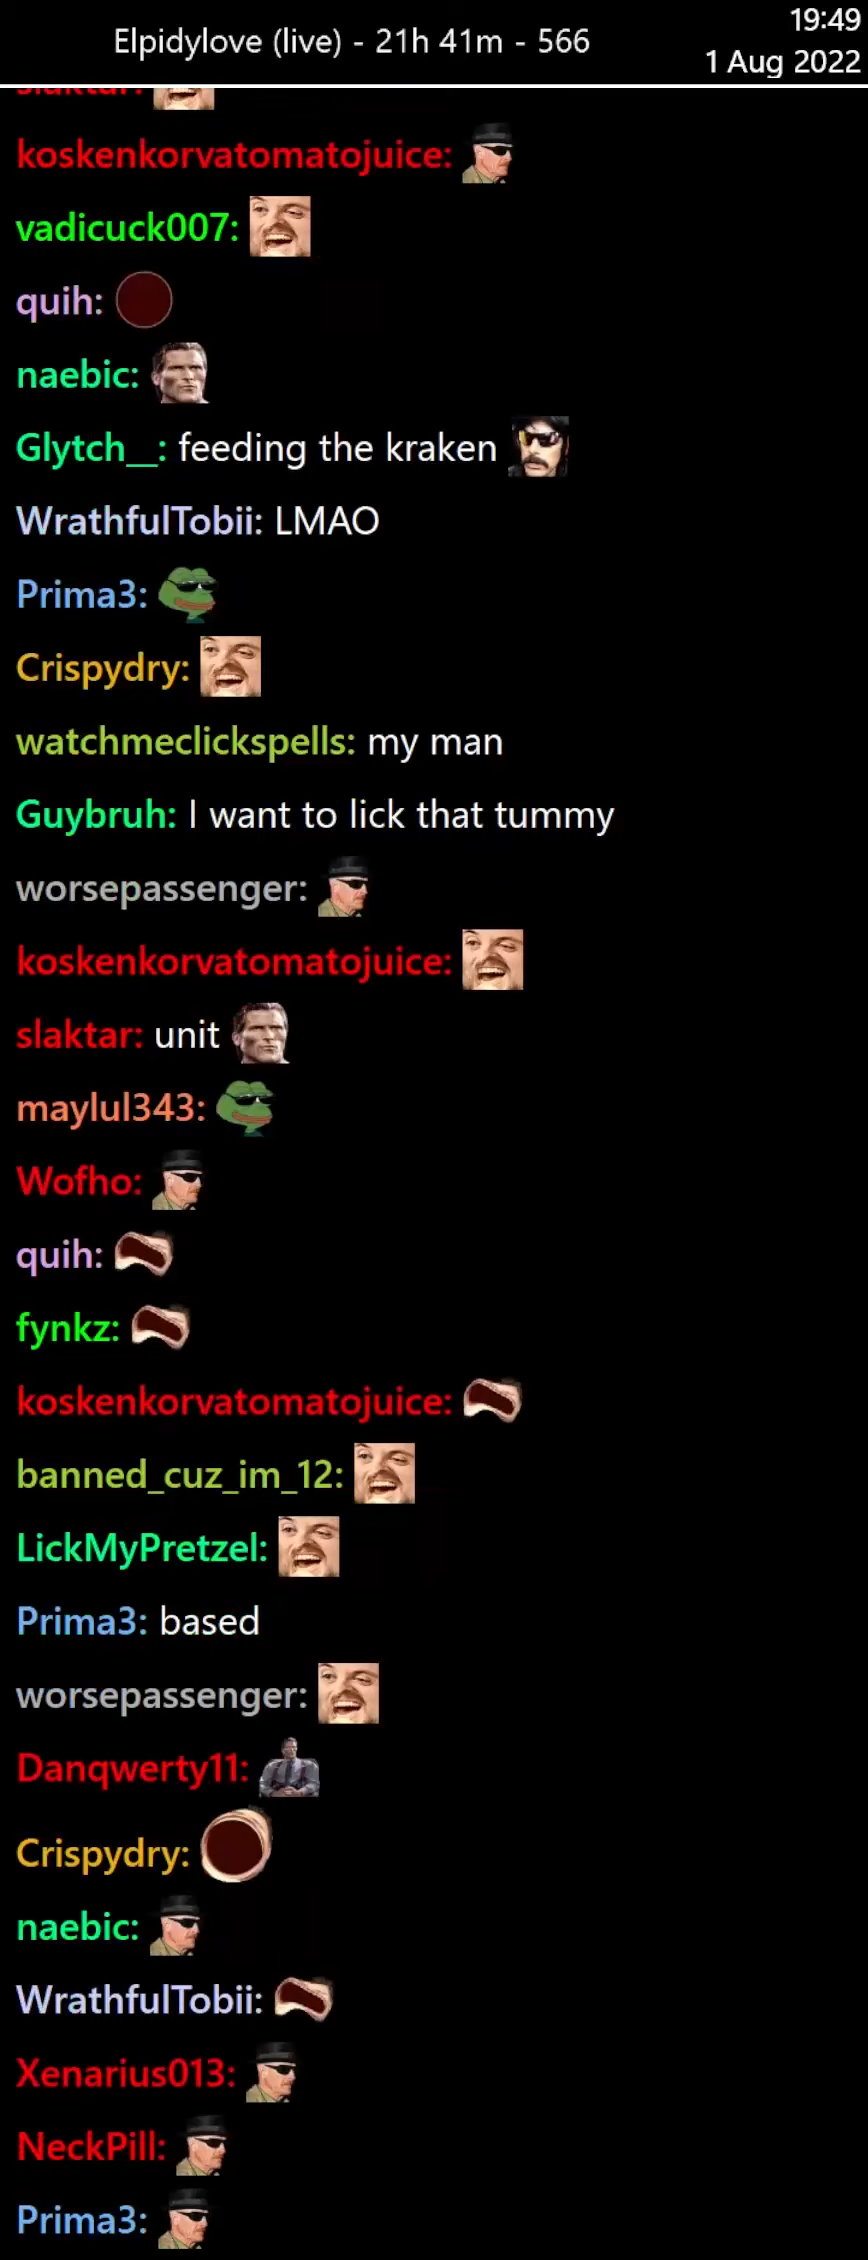 Elpidylove (live) - 21h 41m - 566
19:49
1 Aug 2022
slaktar:
koskenkorvatomatojuice:
vadicuck007:
quih:
naebic:
Glytch__: feeding the kraken
WrathfulTobii: LMAO
Prima3:
Crispydry:
watchmeclickspells: my man
Guybruh: I want to lick that tummy
worsepassenger:
koskenkorvatomatojuice:
slaktar: unit
maylul343:
Wofho:
quih:
fynkz:
koskenkorvatomatojuice:
banned_cuz_im_12:
LickMyPretzel:
Prima3: based
worsepassenger:
Danqwerty11:
Crispydry:
naebic:
WrathfulTobii:
Xenarius013:
NeckPill:
Prima3: